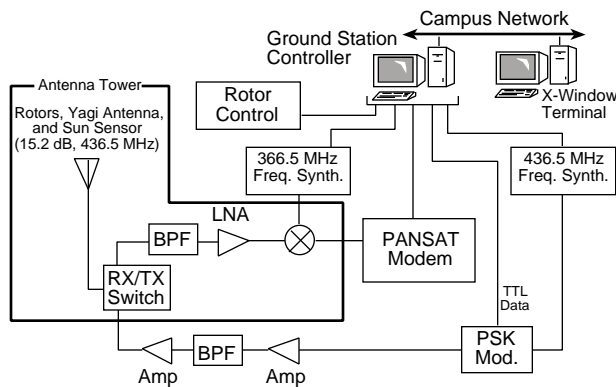 Campus Network
Ground Station
Controller
X-Window
Terminal
Antenna Tower
Rotors, Yagi Antenna,
and Sun Sensor
(15.2 dB, 436.5 MHz)
Rotor
Control
366.5 MHz
Freq. Synth.
436.5 MHz
Freq. Synth.
LNA
BPF
PANSAT
Modem
RX/TX
Switch
TTL
Data
PSK
Mod.
BPF
Amp
Amp